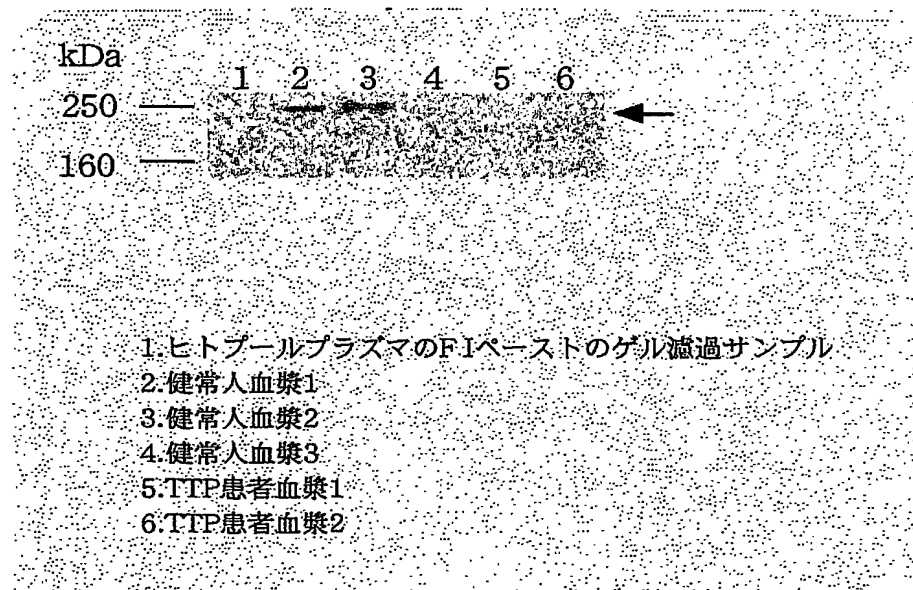 kDa
1 2 3 4 5 6
250
160
1.ヒトプールプラズマのFIペーストのゲル濾過サンプル
2.健常人血漿1
3.健常人血漿2
4.健常人血漿3
5.TTP患者血漿1
6.TTP患者血漿2